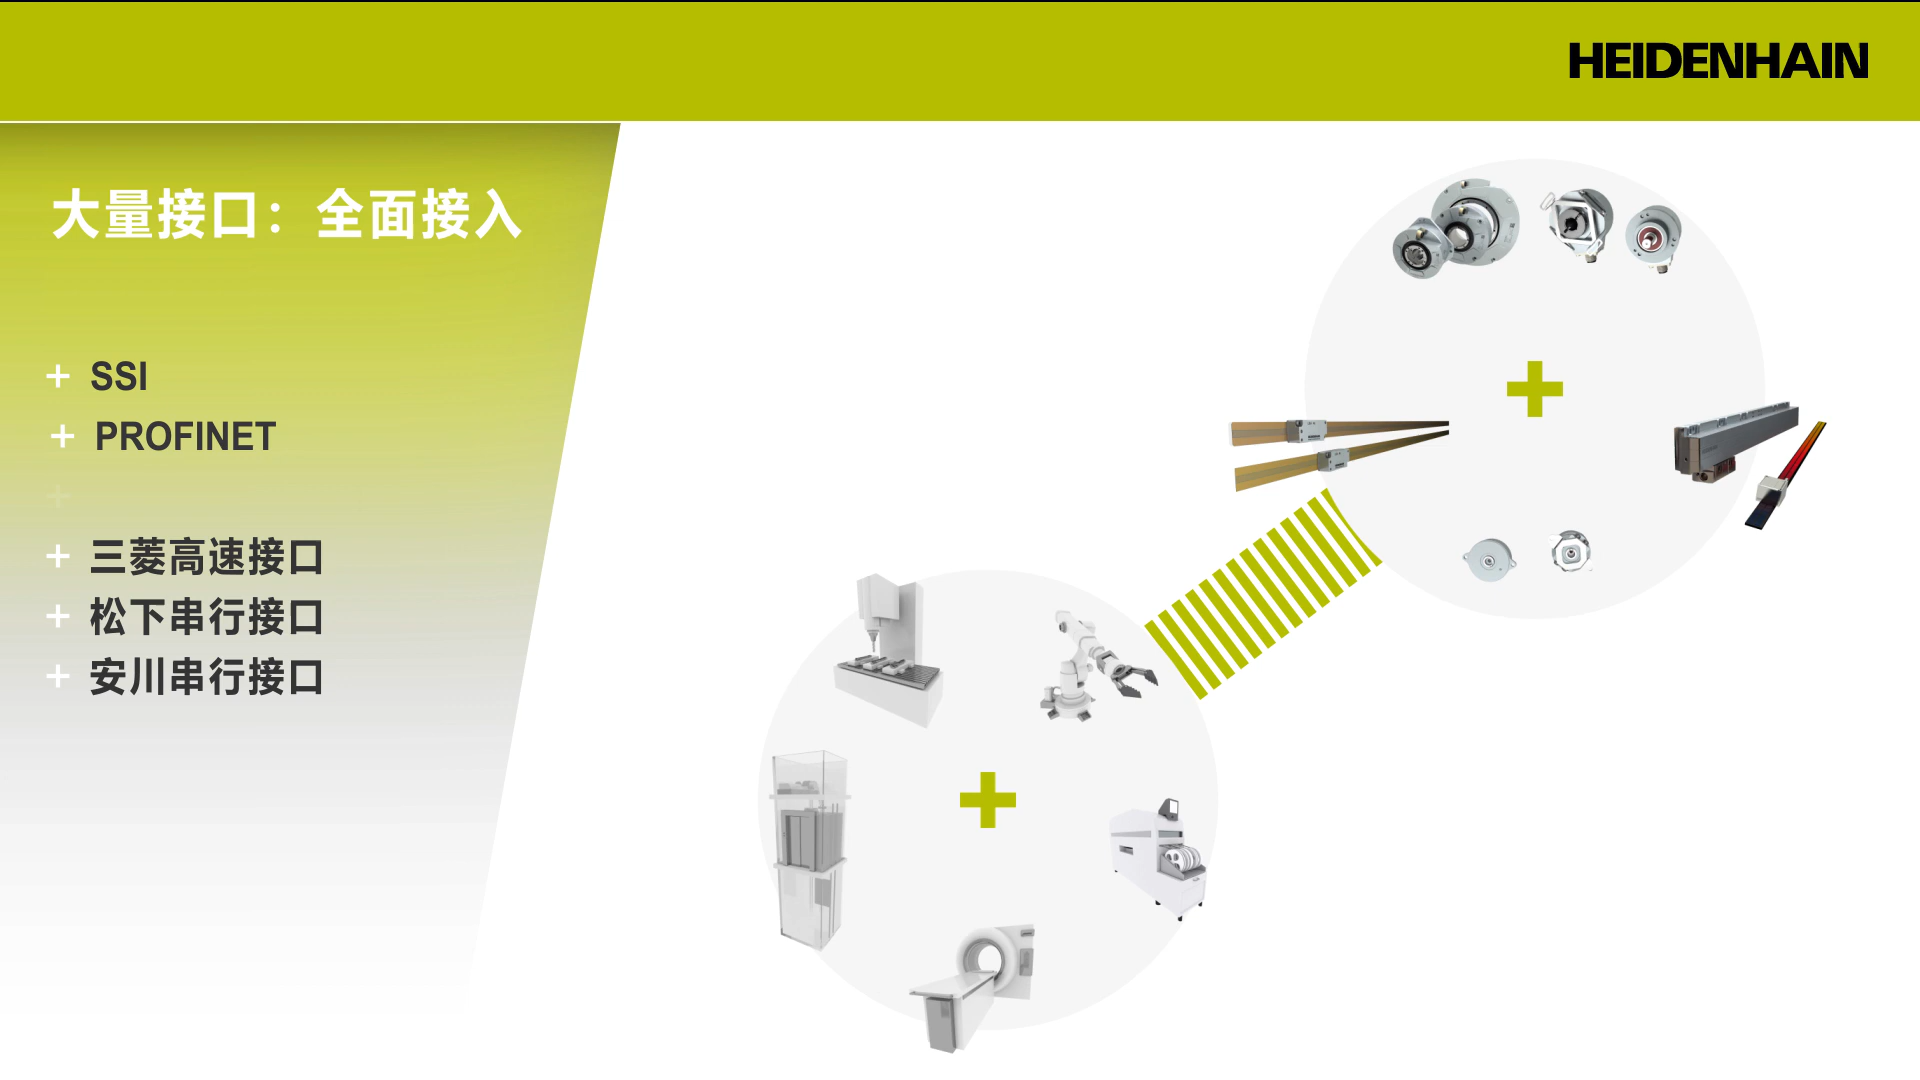 HEIDENHAIN
大量接口：全面接入
+ SSI
+ PROFINET
+
+ 三菱高速接口
+ 松下串行接口
+ 安川串行接口